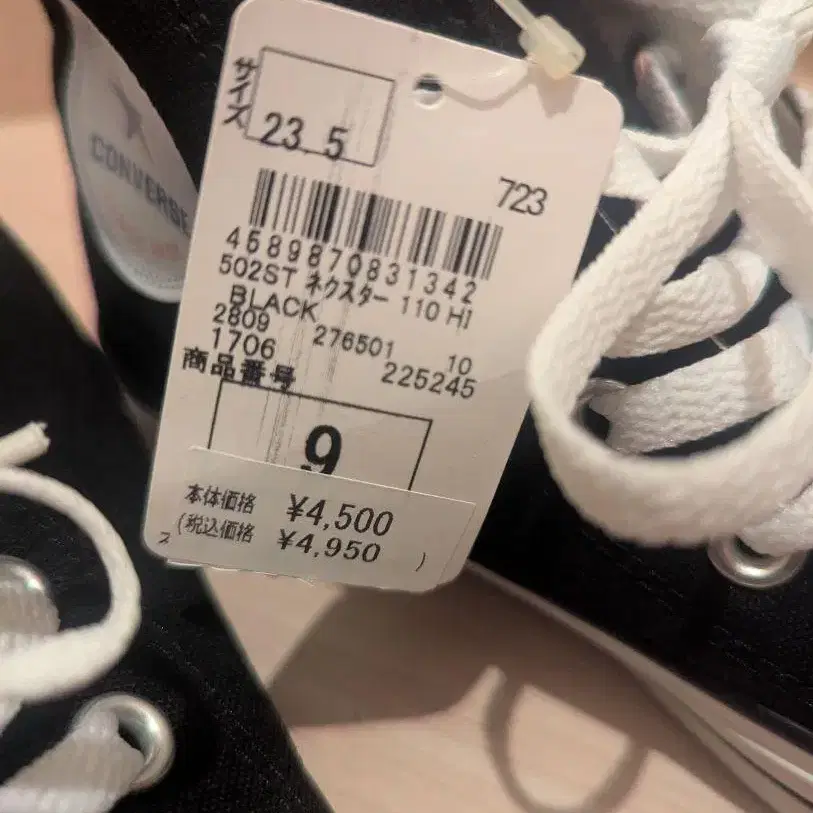 CONVERSE
サイズ
23.5
723
4589870831342
502ST ネクスター 110 HI
BLACK
2809 276501 10
1706 225245
商品番号
9
本体価格 ¥4,500
(税込価格 ¥4,950 )
ス